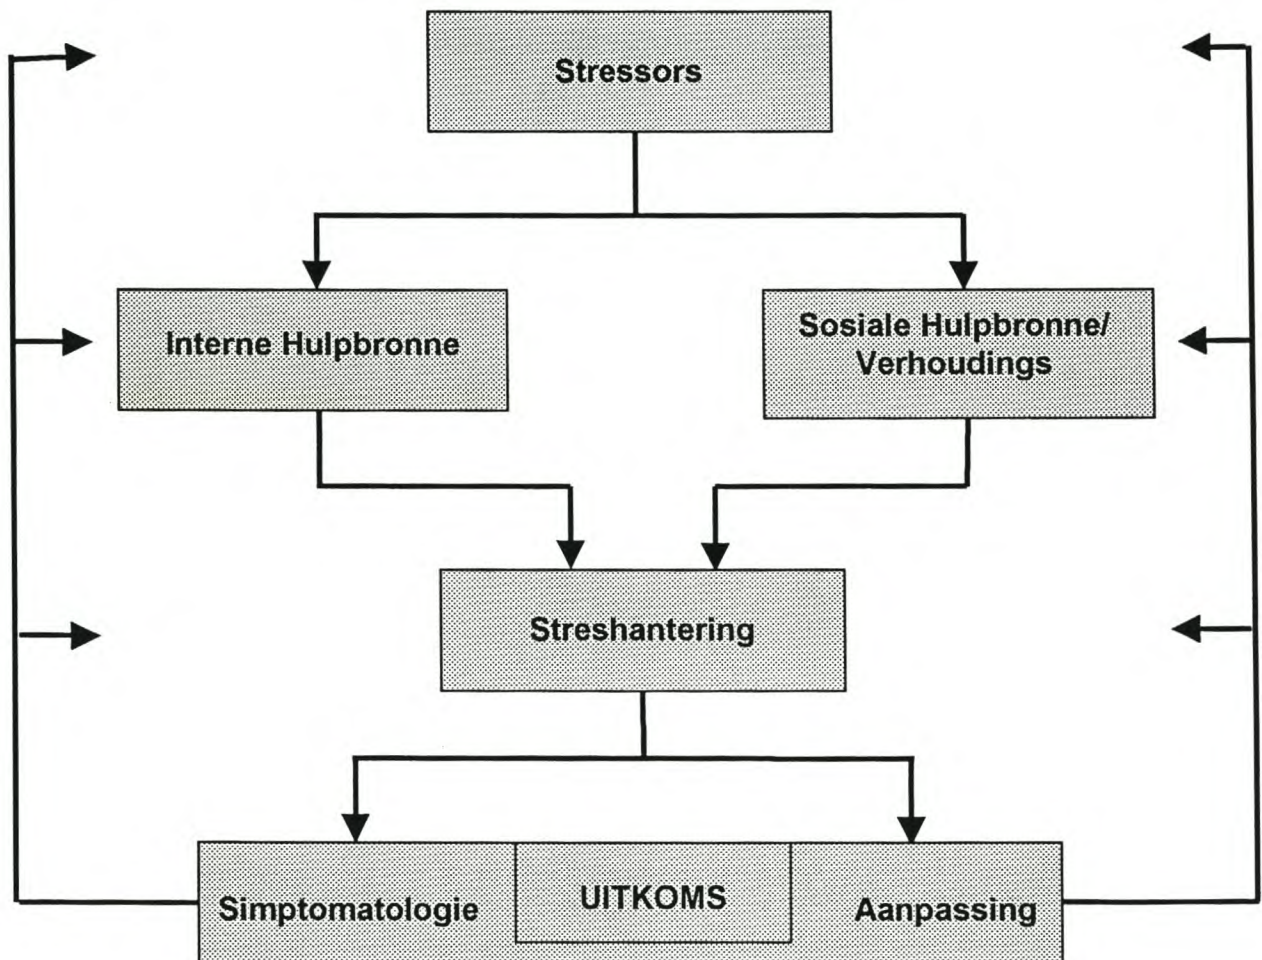 Stressors
Interne Hulpbronne
Sosiale Hulpbronne/
Verhoudings
Streshantering
Simptomatologie
UITKOMS
Aanpassing